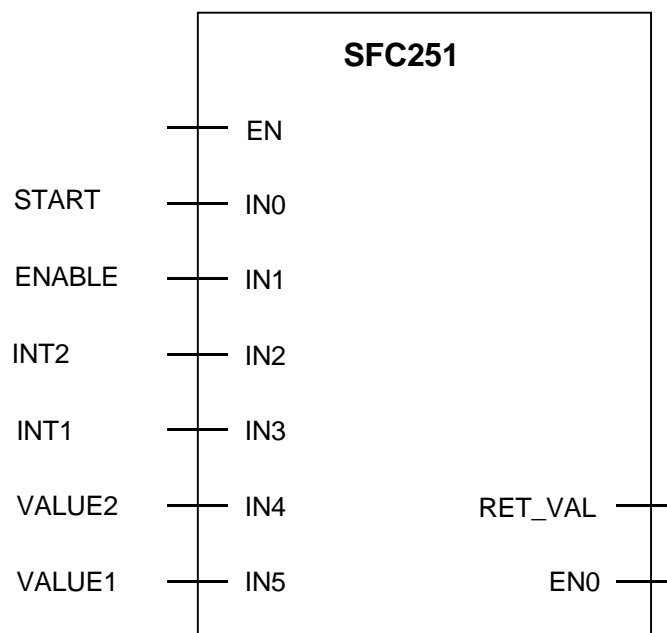 SFC251
EN
START IN0
ENABLE IN1
INT2 IN2
INT1 IN3
VALUE2 IN4 RET_VAL
VALUE1 IN5 EN0